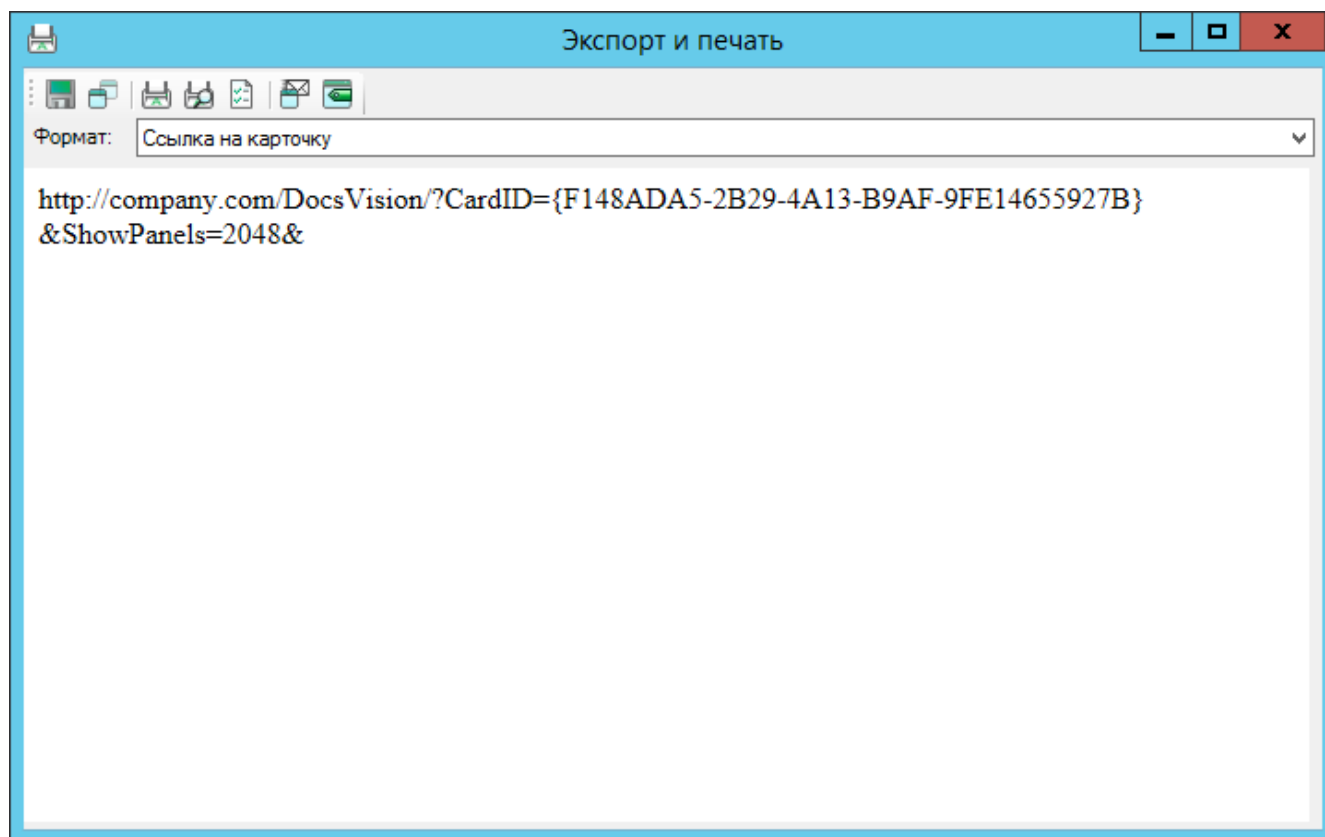 Экспорт и печать
Формат: Ссылка на карточку
http://company.com/DocsVision/?CardID={F148ADA5-2B29-4A13-B9AF-9FE14655927B}
&ShowPanels=2048&